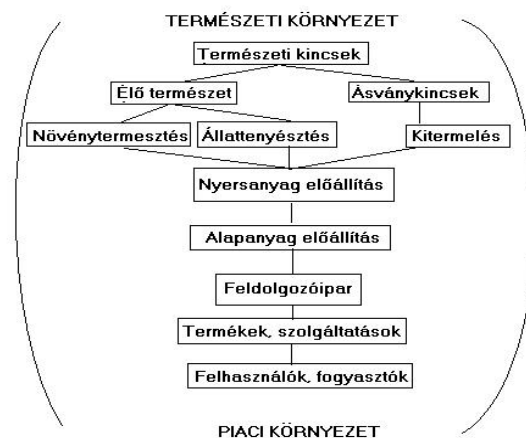 TERMÉSZETI KÖRNYEZET
Természeti kincsek
Élő természet
Ásványkincsek
Növénytermesztés
Állattenyésztés
Kitermelés
Nyersanyag előállítás
Alapanyag előállítás
Feldolgozóipar
Termékek, szolgáltatások
Felhasználók, fogyasztók
PIACI KÖRNYEZET